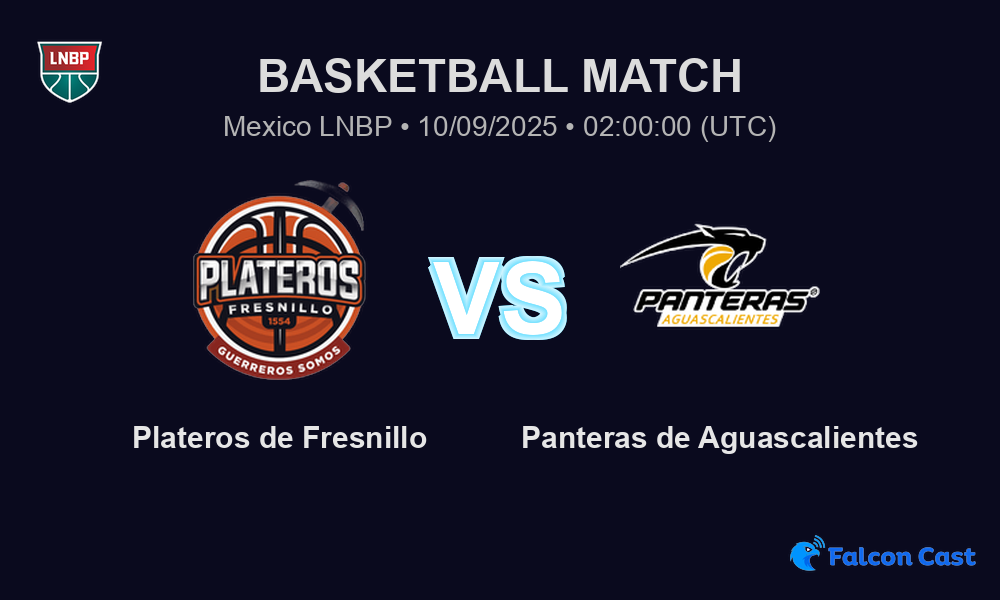 LNBP
BASKETBALL MATCH
Mexico LNBP • 10/09/2025 • 02:00:00 (UTC)
PLATEROS
FRESNILLO
1554
GUERREROS SOMOS
VS
PANTERAS®
AGUASCALIENTES
Plateros de Fresnillo
Panteras de Aguascalientes
Falcon Cast